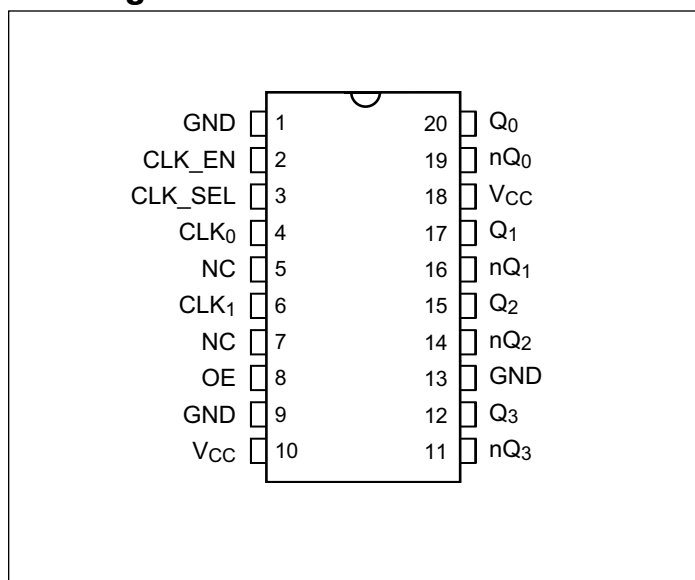 GND 1 20 Q0
CLK_EN 2 19 nQ0
CLK_SEL 3 18 VCC
CLK0 4 17 Q1
NC 5 16 nQ1
CLK1 6 15 Q2
NC 7 14 nQ2
OE 8 13 GND
GND 9 12 Q3
VCC 10 11 nQ3